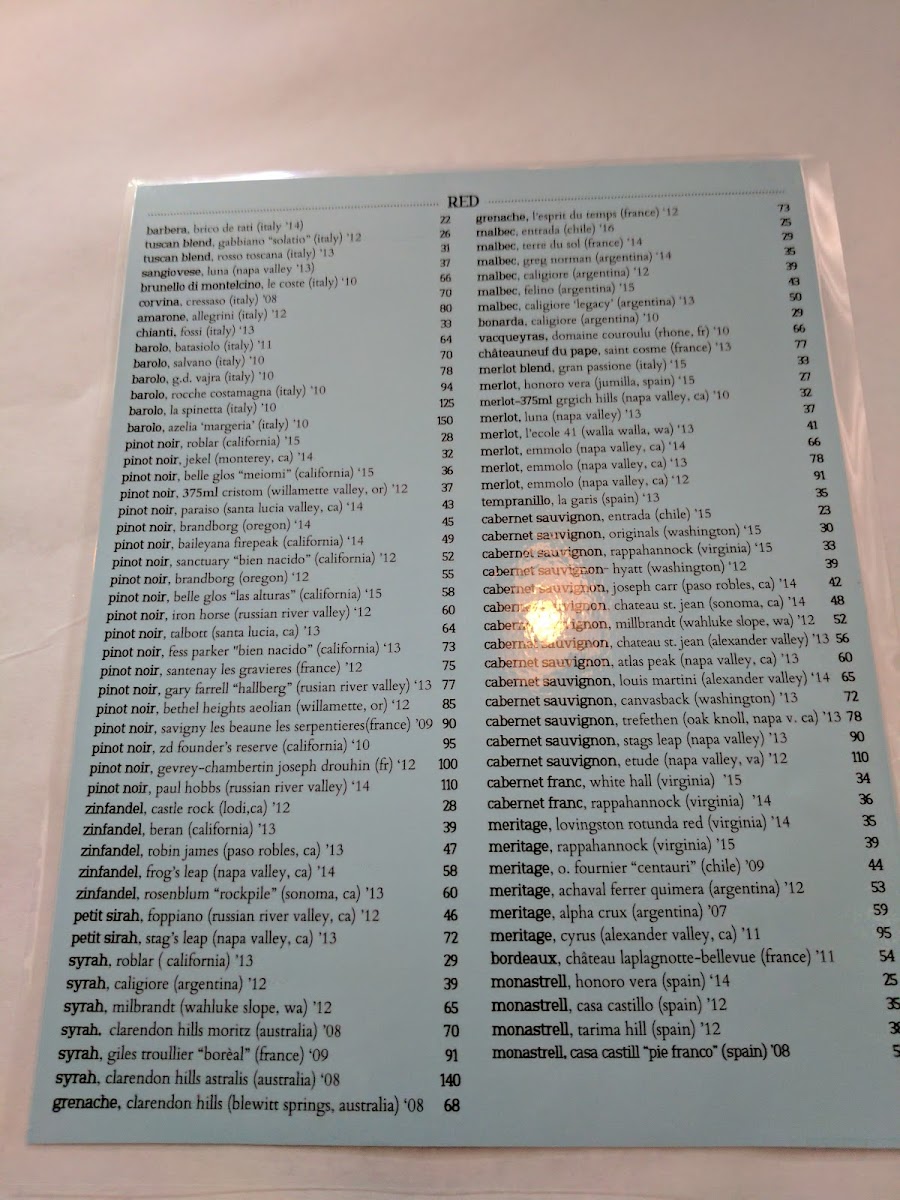 RED
barbera, brico de tati (italy '14) 22
tuscan blend, gabbiano "solatio" (italy) '12 26
tuscan blend, rosso toscana (italy) '13 31
sangiovese, luna (napa valley '13) 37
brunello di montelcino, le coste (italy) '10 66
corvina, cressaso (italy) '08 70
amarone, allegrini (italy) '12 80
chianti, fossi (italy) '13 33
barolo, batasiolo (italy) '11 64
barolo, salvano (italy) '10 70
barolo, g.d. vajra (italy) '10 78
barolo, rocche costamagna (italy) '10 94
barolo, la spinetta (italy) '10 125
barolo, azelia 'margeria' (italy) '10 150
pinot noir, roblar (california) '15 28
pinot noir, jekel (monterey, ca) '14 32
pinot noir, belle glos "meiomi" (california) '15 36
pinot noir, 375ml cristom (willamette valley, or) '12 37
pinot noir, paraiso (santa lucia valley, ca) '14 43
pinot noir, brandborg (oregon) '14 45
pinot noir, baileyana firepeak (california) '14 49
pinot noir, sanctuary "bien nacido" (california) '12 52
pinot noir, brandborg (oregon) '12 55
pinot noir, belle glos "las alturas" (california) '15 58
pinot noir, iron horse (russian river valley) '12 60
pinot noir, talbott (santa lucia, ca) '13 64
pinot noir, fess parker "bien nacido" (california) '13 73
pinot noir, santenay les gravieres (france) '12 75
pinot noir, gary farrell "hallberg" (rusian river valley) '13 77
pinot noir, bethel heights aeolian (willamette, or) '12 85
pinot noir, savigny les beaune les serpentieres(france) '09 90
pinot noir, zd founder's reserve (california) '10 95
pinot noir, gevrey-chambertin joseph drouhin (fr) '12 100
pinot noir, paul hobbs (russian river valley) '14 110
zinfandel, castle rock (lodi,ca) '12 28
zinfandel, beran (california) '13 39
zinfandel, robin james (paso robles, ca) '13 47
zinfandel, frog's leap (napa valley, ca) '14 58
zinfandel, rosenblum "rockpile" (sonoma, ca) '13 60
petit sirah, foppiano (russian river valley, ca) '12 46
petit sirah, stag's leap (napa valley, ca) '13 72
syrah, roblar ( california) '13 29
syrah, caligiore (argentina) '12 39
syrah, milbrandt (wahluke slope, wa) '12 65
syrah, clarendon hills moritz (australia) '08 70
syrah, giles troullier "borèal" (france) '09 91
syrah, clarendon hills astralis (australia) '08 140
grenache, clarendon hills (blewitt springs, australia) '08 68
grenache, l'esprit du temps (france) '12 73
malbec, entrada (chile) '16 25
malbec, terre du sol (france) '14 29
malbec, greg norman (argentina) '14 35
malbec, caligiore (argentina) '12 39
malbec, felino (argentina) '15 43
malbec, caligiore 'legacy' (argentina) '13 50
bonarda, caligiore (argentina) '10 29
vacqueyras, domaine couroulu (rhone, fr) '10 66
châteauneuf du pape, saint cosme (france) '13 77
merlot blend, gran passione (italy) '15 33
merlot, honoro vera (jumilla, spain) '15 27
merlot-375ml grgich hills (napa valley, ca) '10 32
merlot, luna (napa valley) '13 37
merlot, l'ecole 41 (walla walla, wa) '13 41
merlot, emmolo (napa valley, ca) '14 66
merlot, emmolo (napa valley, ca) '13 78
merlot, emmolo (napa valley, ca) '12 91
tempranillo, la garis (spain) '13 35
cabernet sauvignon, entrada (chile) '15 23
cabernet sauvignon, originals (washington) '15 30
cabernet sauvignon, rappahannock (virginia) '15 33
cabernet sauvignon- hyatt (washington) '12 39
cabernet sauvignon, joseph carr (paso robles, ca) '14 42
cabernet sauvignon, chateau st. jean (sonoma, ca) '14 48
cabernet sauvignon, millbrandt (wahluke slope, wa) '12 52
cabernet sauvignon, chateau st. jean (alexander valley) '13 56
cabernet sauvignon, atlas peak (napa valley, ca) '13 60
cabernet sauvignon, louis martini (alexander valley) '14 65
cabernet sauvignon, canvasback (washington) '13 72
cabernet sauvignon, trefethen (oak knoll, napa v. ca) '13 78
cabernet sauvignon, stags leap (napa valley) '13 90
cabernet sauvignon, etude (napa valley, va) '12 110
cabernet franc, white hall (virginia) '15 34
cabernet franc, rappahannock (virginia) '14 36
meritage, lovingston rotunda red (virginia) '14 35
meritage, rappahannock (virginia) '15 39
meritage, o. fournier "centauri" (chile) '09 44
meritage, achaval ferrer quimera (argentina) '12 53
meritage, alpha crux (argentina) '07 59
meritage, cyrus (alexander valley, ca) '11 95
bordeaux, château laplagnotte-bellevue (france) '11 54
monastrell, honoro vera (spain) '14 25
monastrell, casa castillo (spain) '12 35
monastrell, tarima hill (spain) '12
monastrell, casa castill "pie franco" (spain) '08